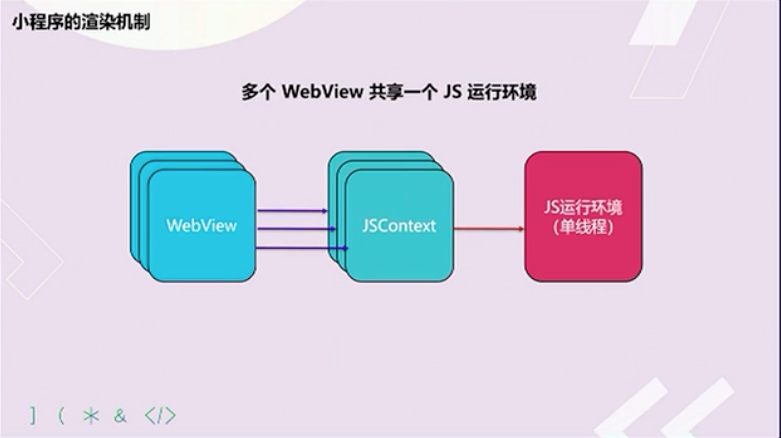 小程序的渲染机制
多个 WebView 共享一个 JS 运行环境
WebView
JSContext
JS运行环境
（单线程）
] ( * & </>